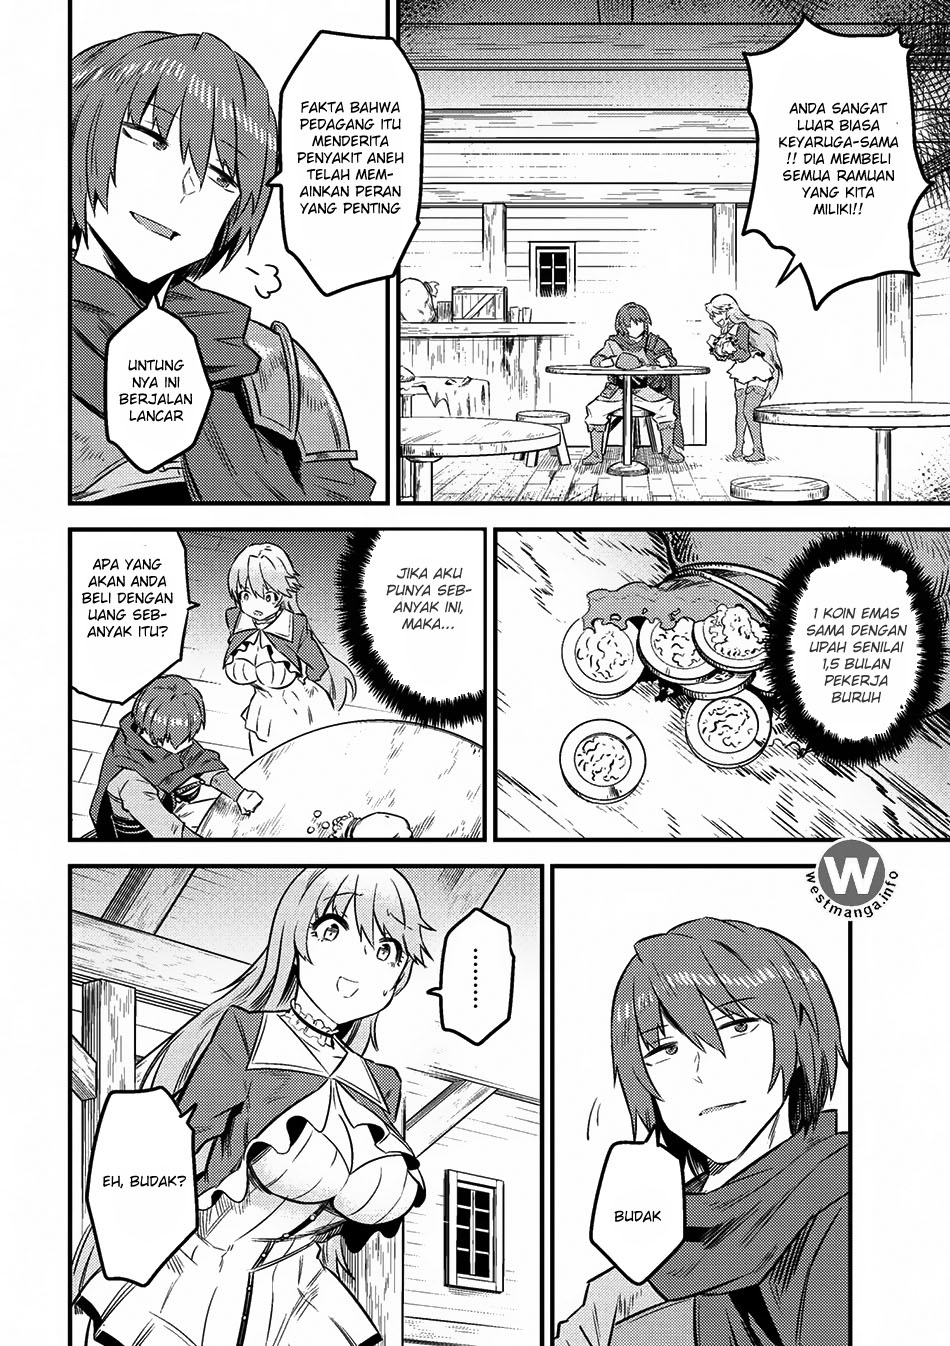 ANDA SANGAT
LUAR BIASA
KEYARUGA-SAMA
!! DIA MEMBELI
SEMUA RAMUAN
YANG KITA
MILIKI!!
FAKTA BAHWA
PEDAGANG ITU
MENDERITA
PENYAKIT ANEH
TELAH MEM-
AINKAN PERAN
YANG PENTING
UNTUNG
NYA INI
BERJALAN
LANCAR
1 KOIN EMAS
SAMA DENGAN
UPAH SENILAI
1,5 BULAN
PEKERJA
BURUH
JIKA AKU
PUNYA SEB-
ANYAK INI,
MAKA...
APA YANG
AKAN ANDA
BELI DENGAN
UANG SEB-
ANYAK ITU?
W
westmanga.info
BUDAK
.........
EH, BUDAK?